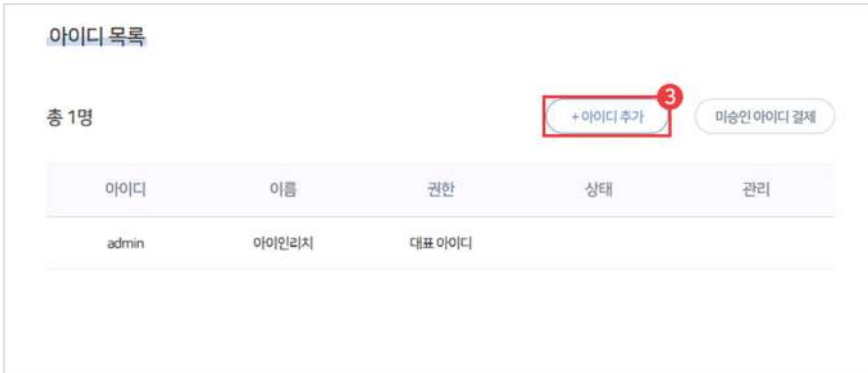 아이디 목록
총 1명
+ 아이디 추가
3
미승인 아이디 결제
아이디 이름 권한 상태 관리
admin 아이인리치 대표 아이디